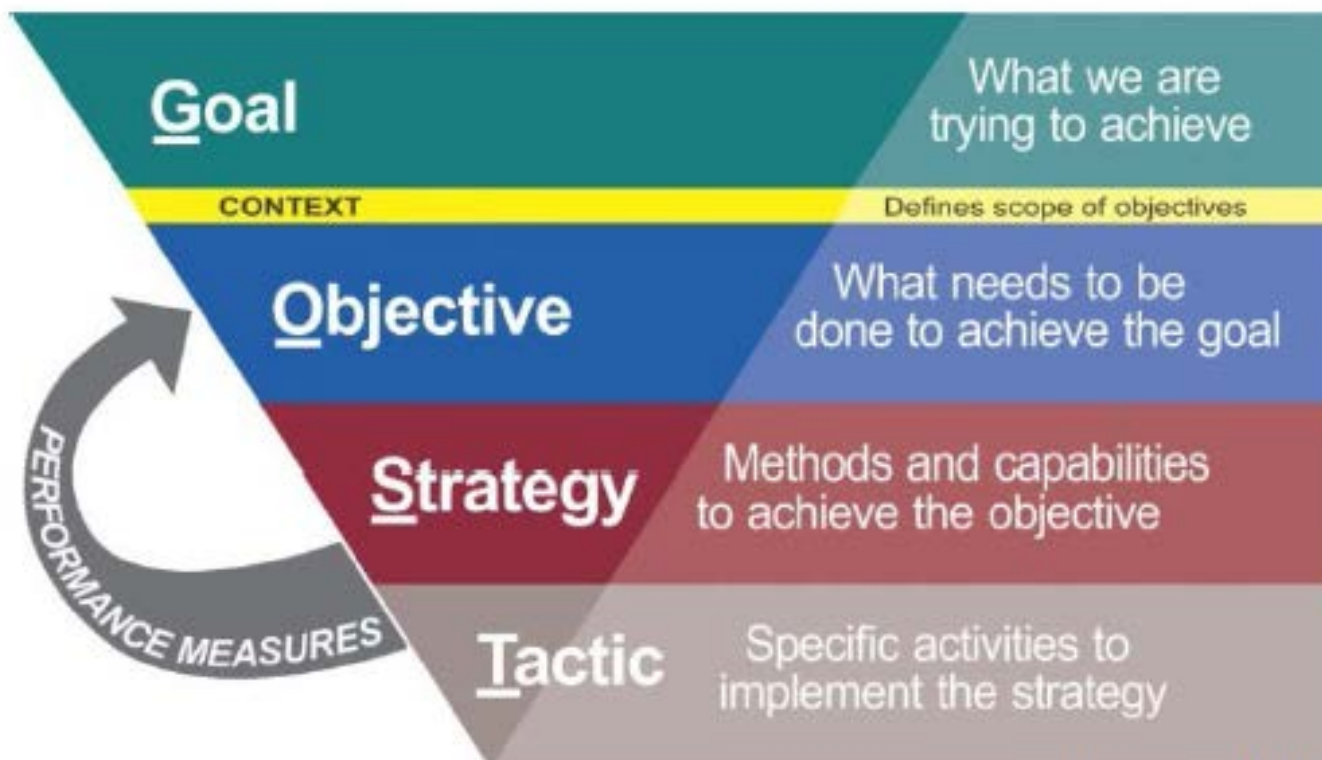 Goal
What we are
trying to achieve
CONTEXT
Defines scope of objectives
Objective
What needs to be
done to achieve the goal
Strategy
Methods and capabilities
to achieve the objective
Tactic
Specific activities to
implement the strategy
PERFORMANCE MEASURES